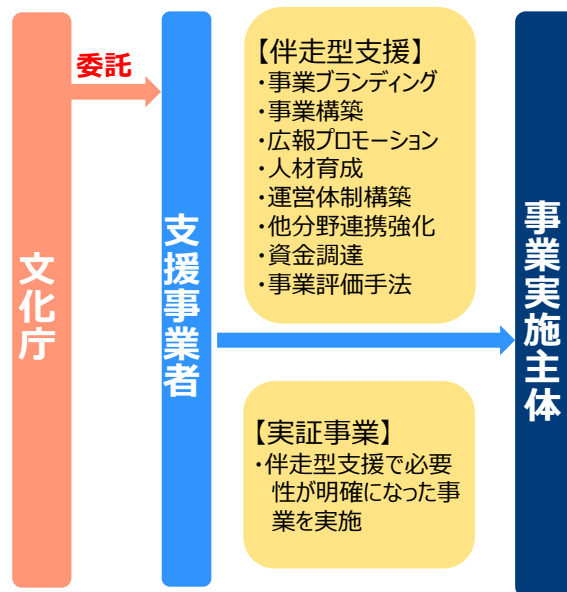 委託
文化庁
支援事業者
【伴走型支援】
・事業ブランディング
・事業構築
・広報プロモーション
・人材育成
・運営体制構築
・他分野連携強化
・資金調達
・事業評価手法
【実証事業】
・伴走型支援で必要
性が明確になった事
業を実施
事業実施主体